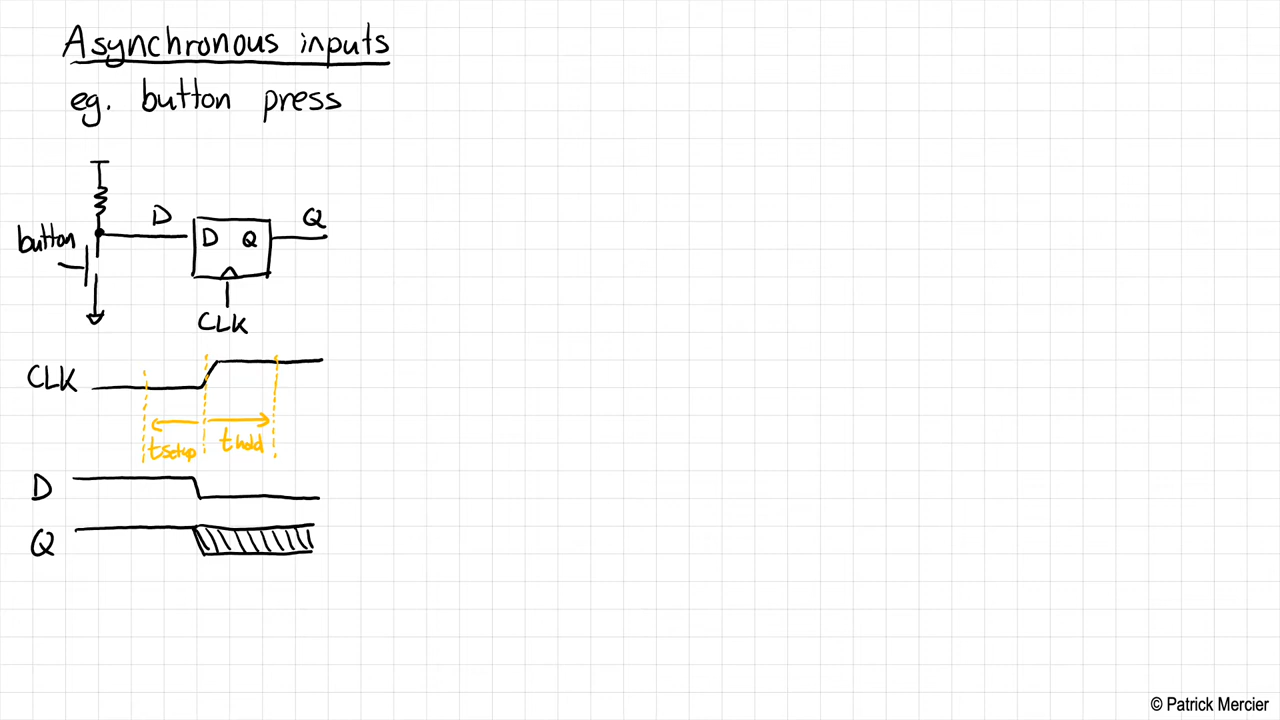 Asynchronous inputs
eg. button press
D
Q
button
D Q
CLK
CLK
tsetup
thold
D
Q
© Patrick Mercier